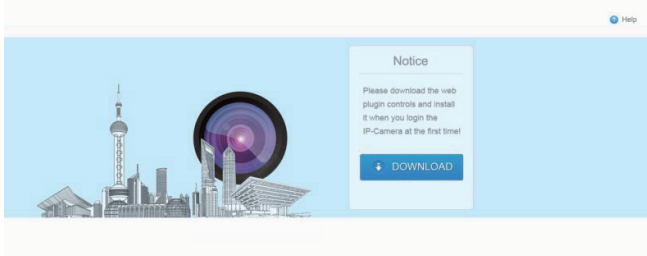 Help
Notice
Please download the web
plugin controls and install
it when you login the
IP-Camera at the first time!
DOWNLOAD